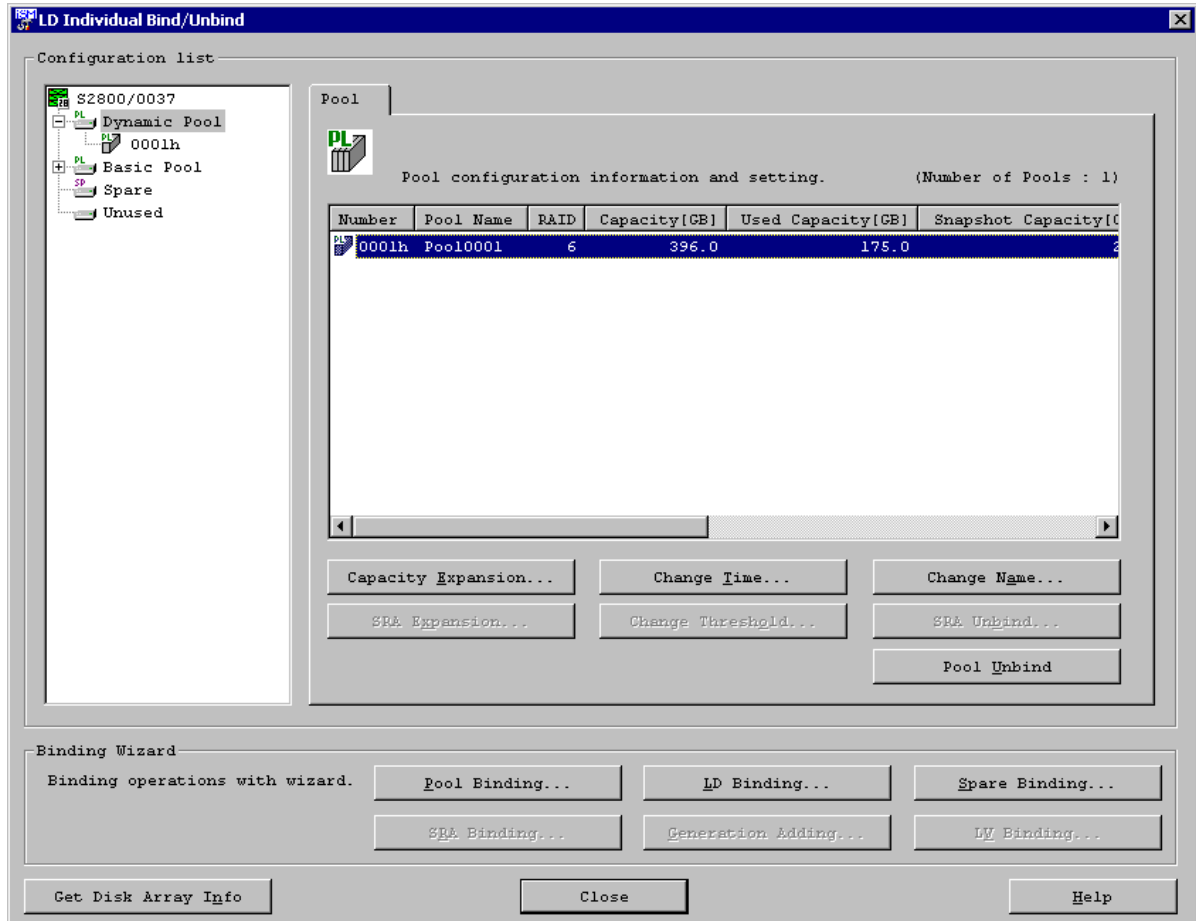 LD Individual Bind/Unbind
Configuration list
S2800/0037
Dynamic Pool
0001h
Basic Pool
Spare
Unused
Pool
Pool configuration information and setting. (Number of Pools : 1)
Number Pool Name RAID Capacity[GB] Used Capacity[GB] Snapshot Capacity[G
0001h Pool0001 6 396.0 175.0 2
Capacity Expansion... Change Time... Change Name...
SRA Expansion... Change Threshold... SRA Unbind...
Pool Unbind
Binding Wizard
Binding operations with wizard. Pool Binding... LD Binding... Spare Binding...
SRA Binding... Generation Adding... LV Binding...
Get Disk Array Info Close Help